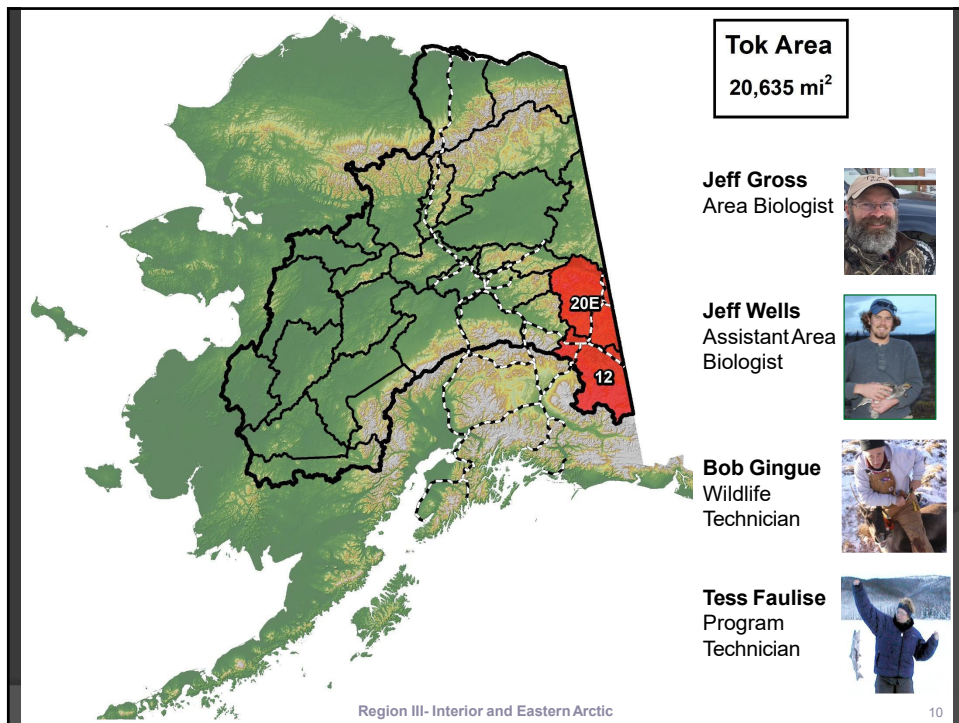 Tok Area
20,635 mi²
Jeff Gross
Area Biologist
Jeff Wells
Assistant Area
Biologist
20E
12
Bob Gingue
Wildlife
Technician
Tess Faulise
Program
Technician
Region III- Interior and Eastern Arctic
10